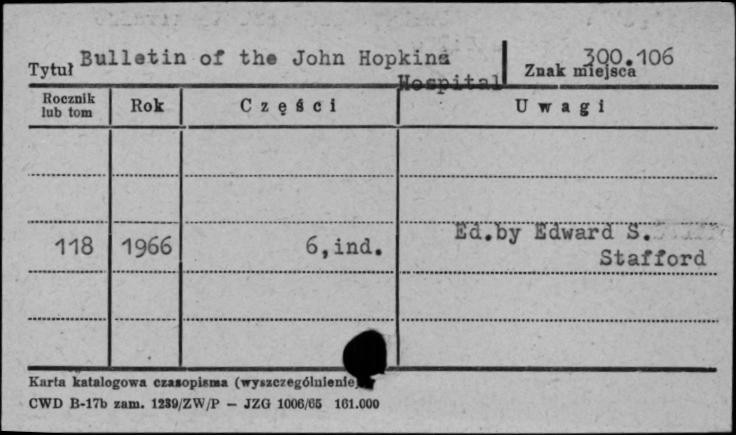 Bulletin of the John Hopkins
Hospital
Tytuł
Znak miejsca 300.106
Rocznik lub tom
Rok
Części
Uwagi
118 1966 6,ind. Ed.by Edward S.
Stafford
Karta katalogowa czasopisma (wyszczególnienie)
CWD B-17b zam. 1239/ZW/P — JZG 1006/65 161.000